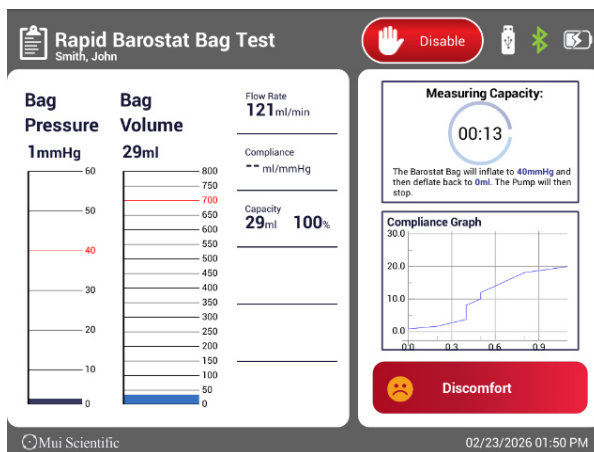 Rapid Barostat Bag Test
Smith, John
Disable
Bag
Pressure
1mmHg
60
50
40
30
20
10
0
Bag
Volume
29ml
800
750
700
650
600
550
500
450
400
350
300
250
200
150
100
50
0
Flow Rate
121ml/min
Compliance
-- ml/mmHg
Capacity
29ml 100%
Measuring Capacity:
00:13
The Barostat Bag will inflate to 40mmHg and
then deflate back to 0ml. The Pump will then
stop.
Compliance Graph
30.0
20.0
10.0
0.0
0.0 0.3 0.6 0.9
Discomfort
Mui Scientific
02/23/2026 01:50 PM